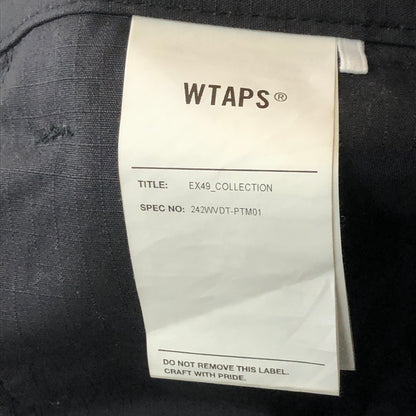 WTAPS®
TITLE: EX49_COLLECTION
SPEC NO: 242WVDT-PTM01
DO NOT REMOVE THIS LABEL.
CRAFT WITH PRIDE.